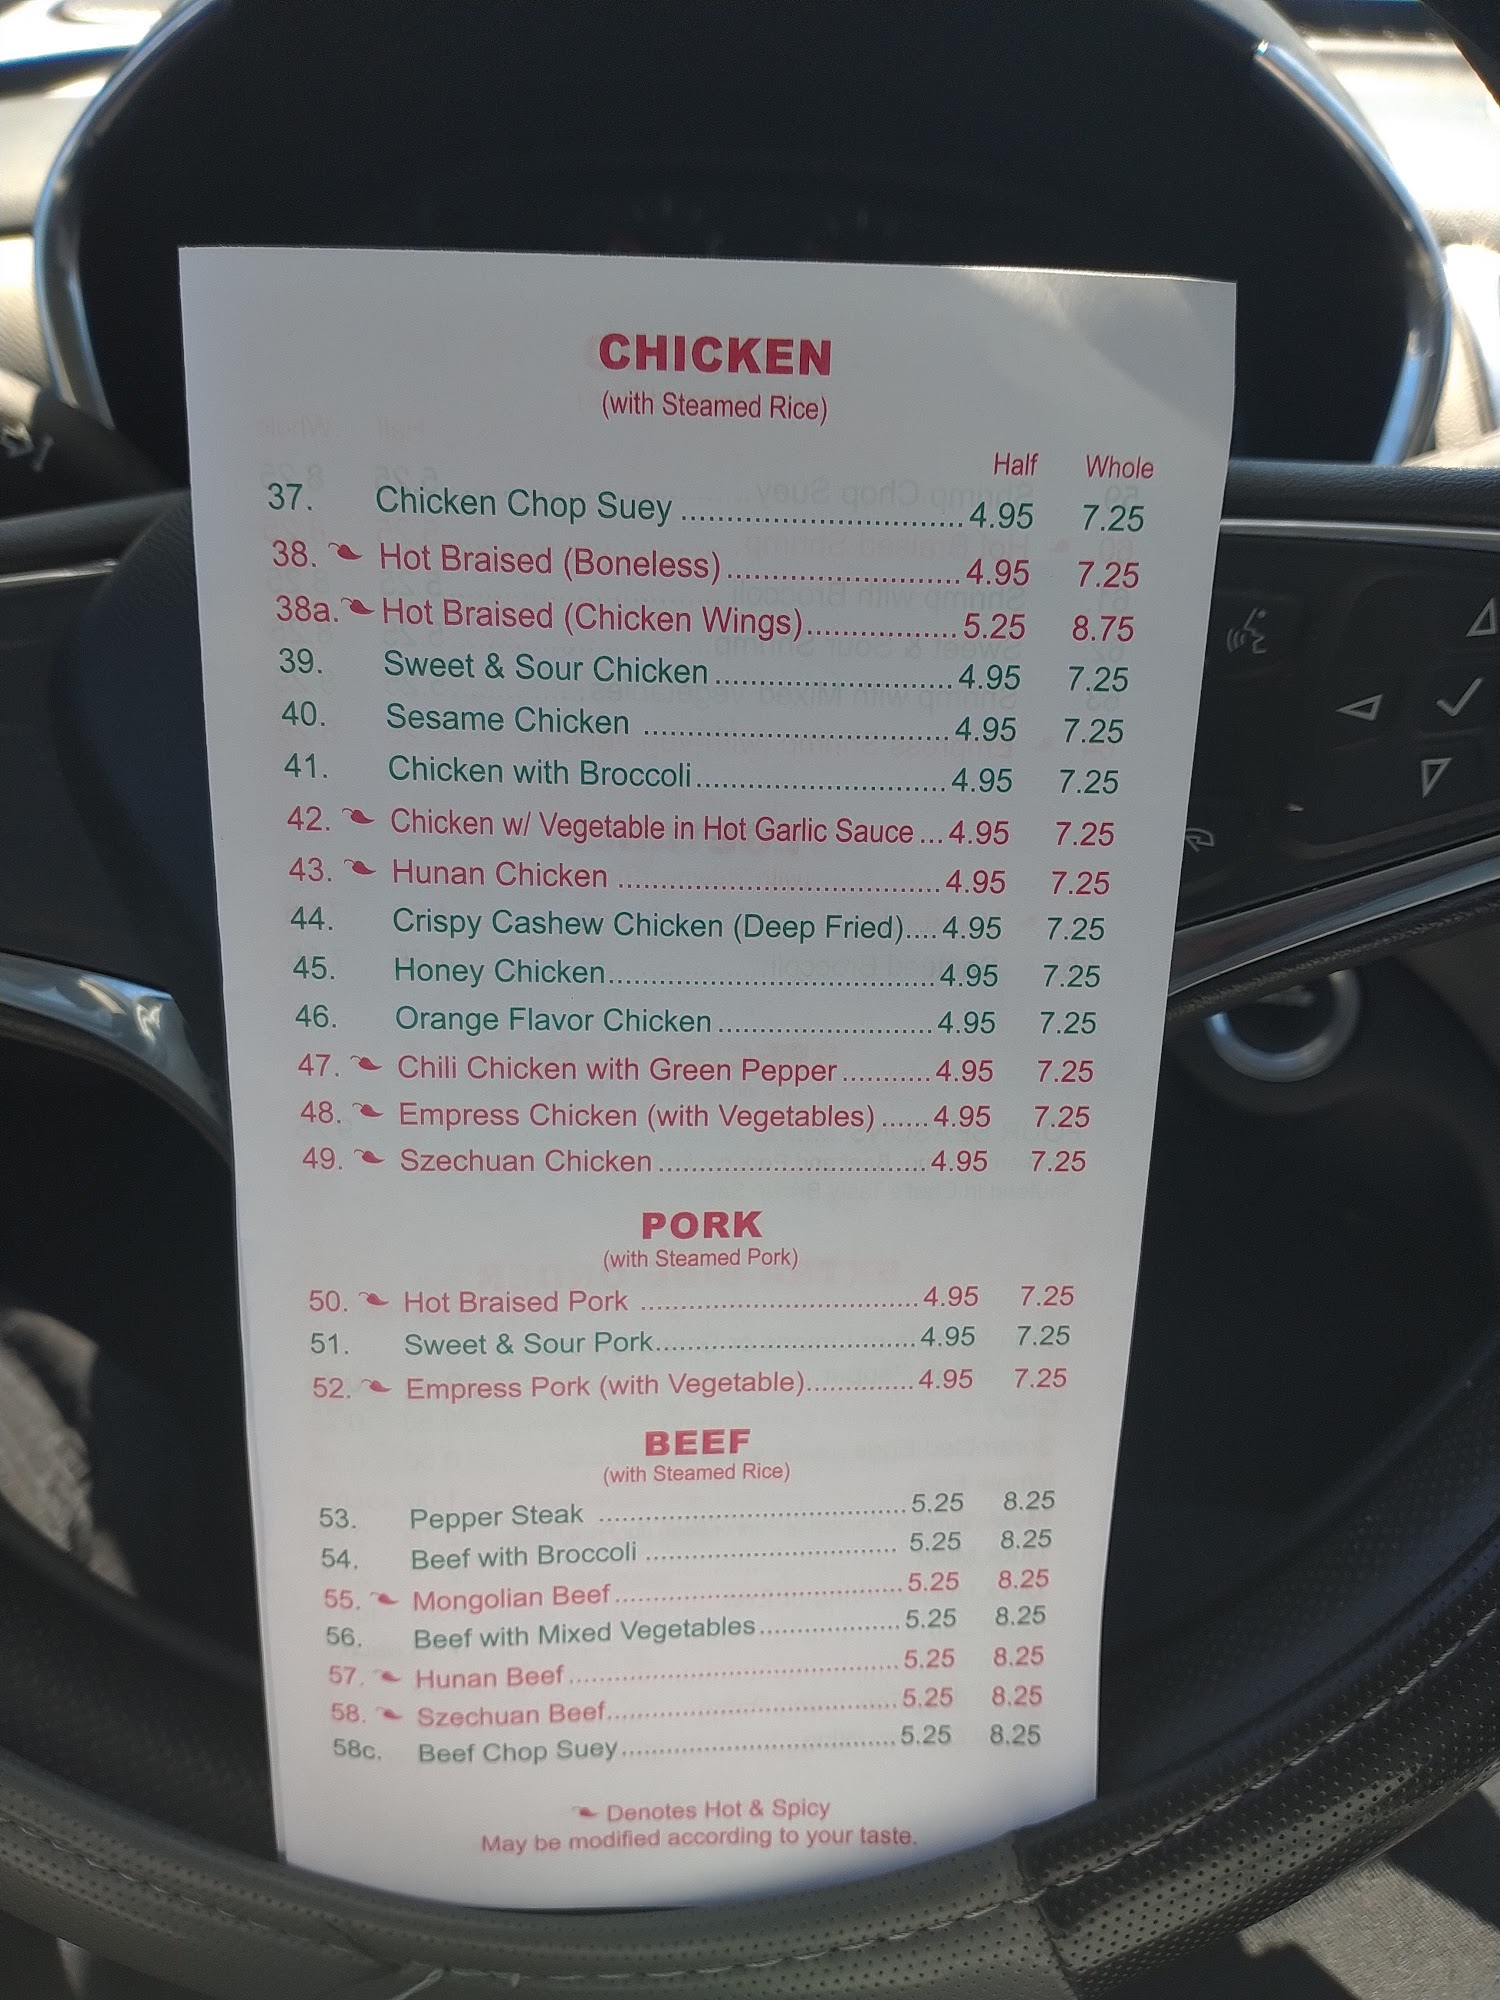 CHICKEN
(with Steamed Rice)
Half Whole
37. Chicken Chop Suey ..............................4.95 7.25
38. Hot Braised (Boneless).........................4.95 7.25
38a. Hot Braised (Chicken Wings)................5.25 8.75
39. Sweet & Sour Chicken.........................4.95 7.25
40. Sesame Chicken ................................4.95 7.25
41. Chicken with Broccoli..........................4.95 7.25
42. Chicken w/ Vegetable in Hot Garlic Sauce ...4.95 7.25
43. Hunan Chicken ......................................4.95 7.25
44. Crispy Cashew Chicken (Deep Fried)....4.95 7.25
45. Honey Chicken......................................4.95 7.25
46. Orange Flavor Chicken.........................4.95 7.25
47. Chili Chicken with Green Pepper...........4.95 7.25
48. Empress Chicken (with Vegetables)......4.95 7.25
49. Szechuan Chicken................................4.95 7.25
PORK
(with Steamed Pork)
50. Hot Braised Pork .................................4.95 7.25
51. Sweet & Sour Pork...............................4.95 7.25
52. Empress Pork (with Vegetable).............4.95 7.25
BEEF
(with Steamed Rice)
53. Pepper Steak ......................................5.25 8.25
54. Beef with Broccoli ............................... 5.25 8.25
55. Mongolian Beef...................................5.25 8.25
56. Beef with Mixed Vegetables.................5.25 8.25
57. Hunan Beef.........................................5.25 8.25
58. Szechuan Beef....................................5.25 8.25
58c. Beef Chop Suey..................................5.25 8.25
Denotes Hot & Spicy
May be modified according to your taste.